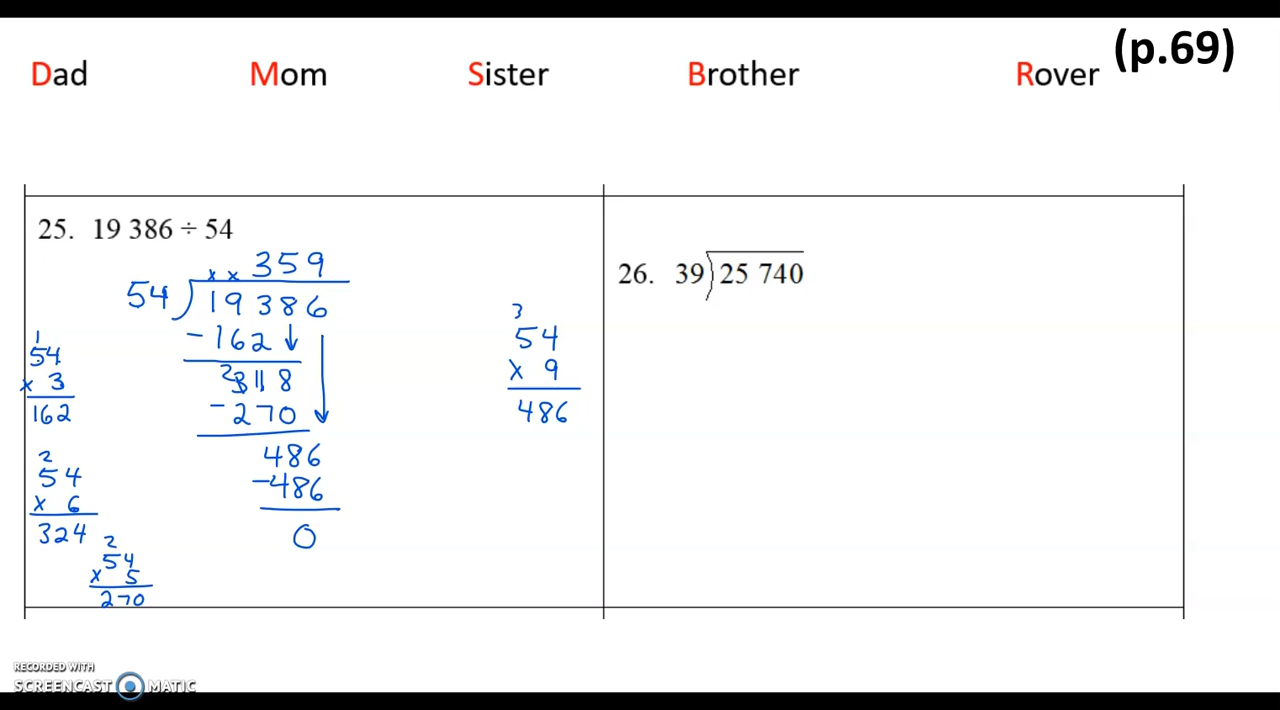 (p.69)
Dad Mom Sister Brother Rover
25. 19 386 ÷ 54
x x 359
54 ) 19386
-162
2 3118
-270
486
-486
0
1
54
x 3
162
2
54
x 6
324
2
54
x 5
270
3
54
x 9
486
26. 39)25 740
RECORDED WITH
SCREENCAST MATIC